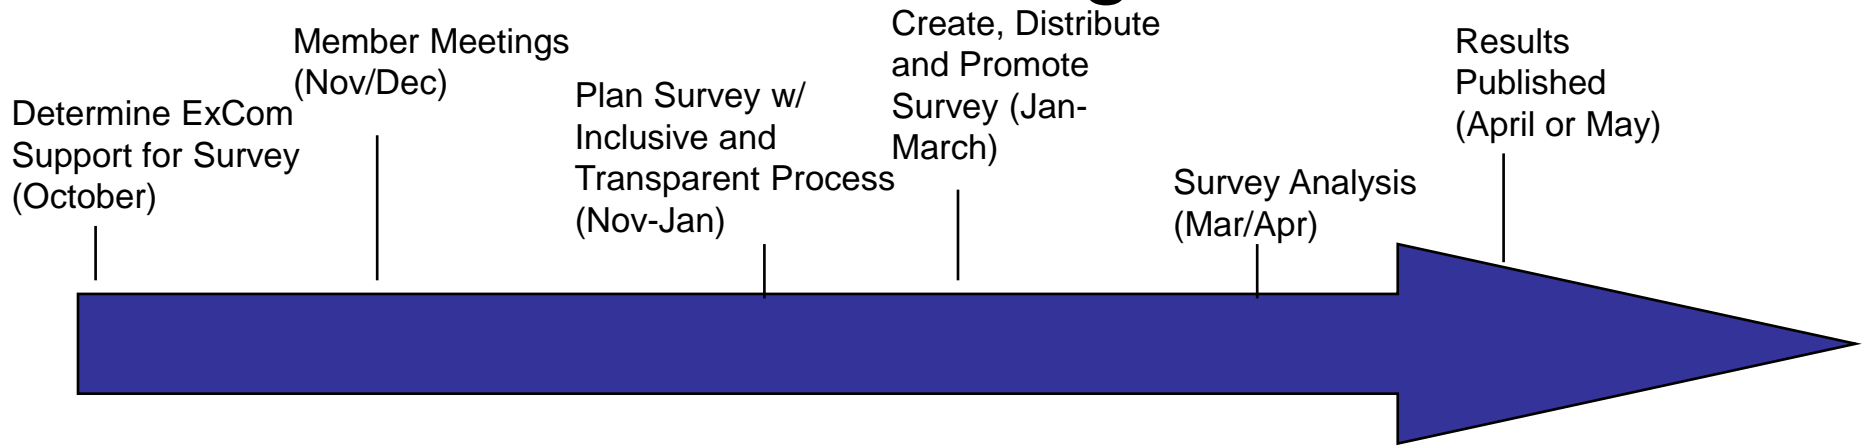 Determine ExCom
Support for Survey
(October)
Member Meetings
(Nov/Dec)
Plan Survey w/
Inclusive and
Transparent Process
(Nov-Jan)
Create, Distribute
and Promote
Survey (Jan-
March)
Survey Analysis
(Mar/Apr)
Results
Published
(April or May)